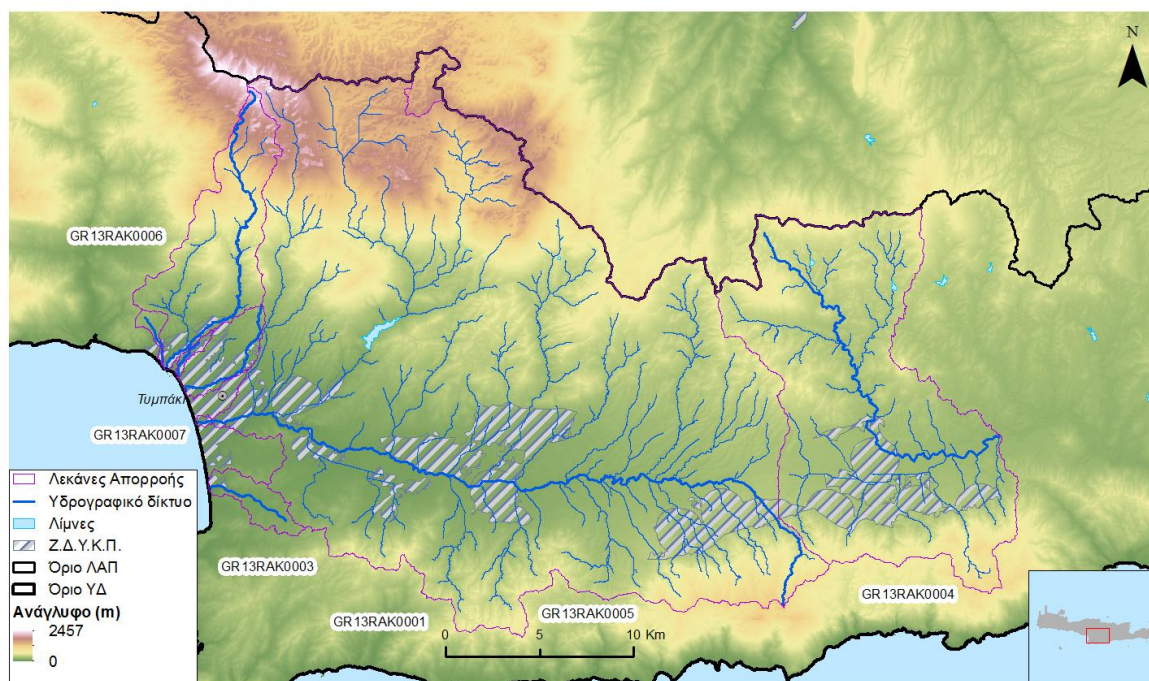 N
GR13RAK0006
Τυμπάκι
GR13RAK0007
GR13RAK0003
GR13RAK0001
GR13RAK0005
GR13RAK0004
Λεκάνες Απορροής
Υδρογραφικό δίκτυο
Λίμνες
Ζ.Δ.Υ.Κ.Π.
Όριο ΛΑΠ
Όριο ΥΔ
Ανάγλυφο (m)
2457
0
0 5 10 Km